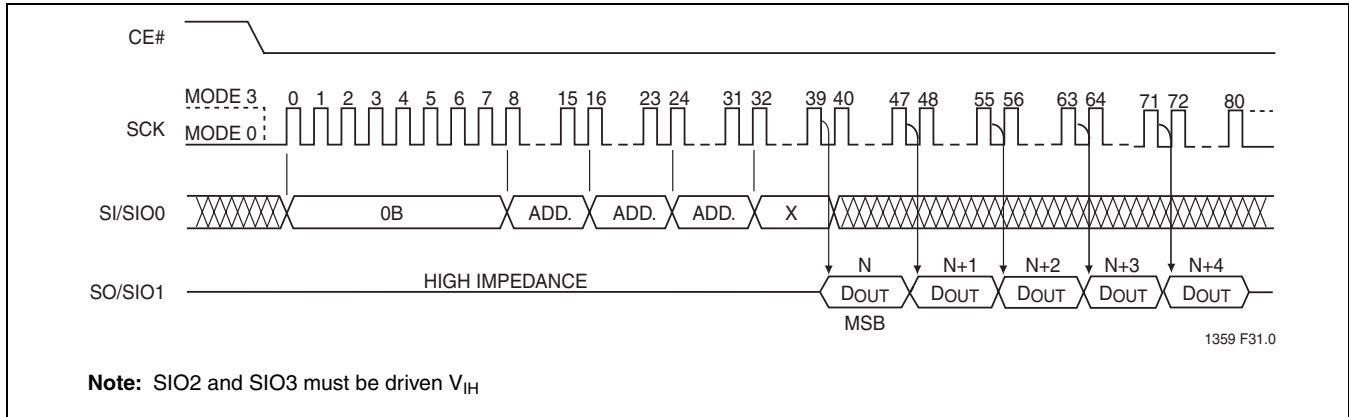 CE#
MODE 3
0 1 2 3 4 5 6 7 8 15 16 23 24 31 32 39 40 47 48 55 56 63 64 71 72 80
SCK
MODE 0
SI/SIO0
0B
ADD.
ADD.
ADD.
X
N
N+1
N+2
N+3
N+4
HIGH IMPEDANCE
SO/SIO1
DOUT
DOUT
DOUT
DOUT
DOUT
MSB
1359 F31.0
Note: SIO2 and SIO3 must be driven VIH